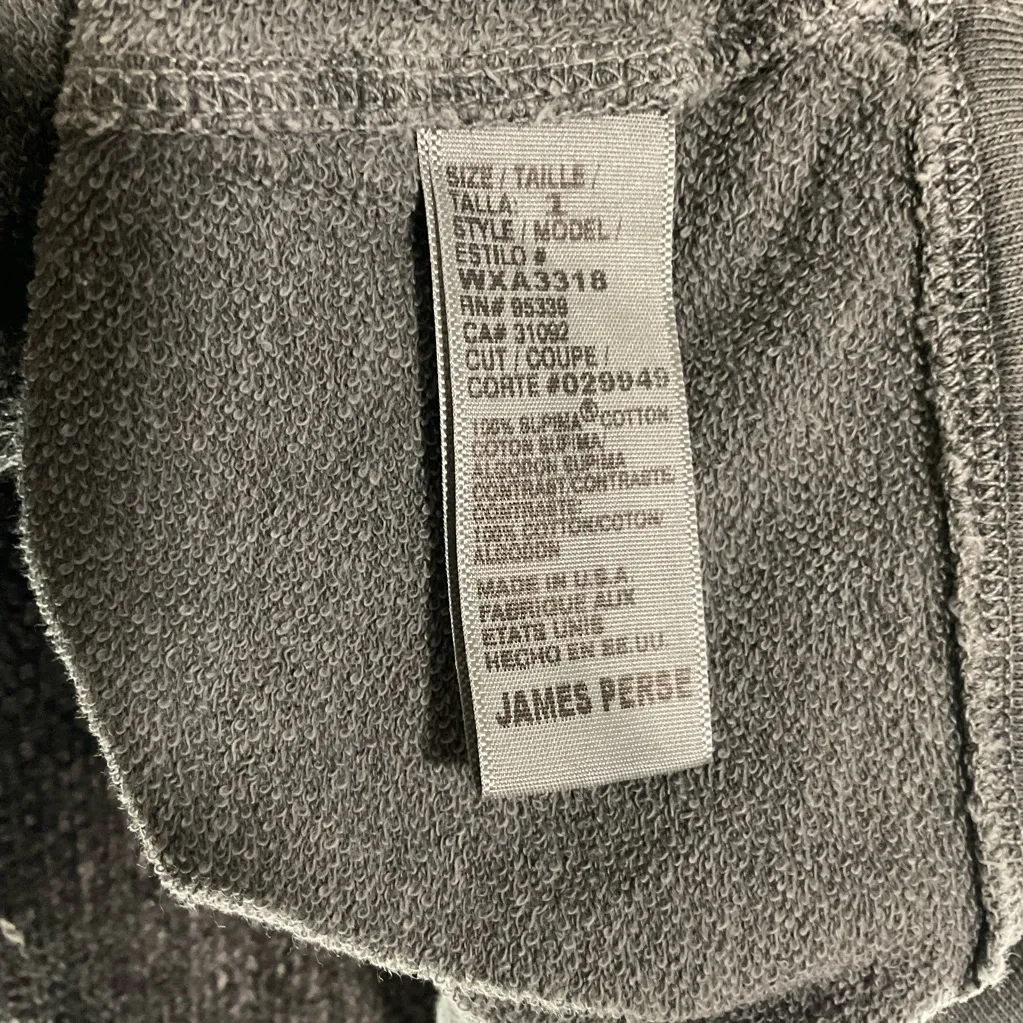 SIZE / TAILLE /
TALLA: 1
STYLE / MODEL /
ESTILO #
WXA3318
RN# 95339
CA# 31092
CUT / COUPE /
CORTE #029949
100% SUPIMA® COTTON
COTON SUPIMA
ALGODON SUPIMA
CONTRAST/CONTRASTE/
CONTRASTE
100% COTTON/COTON/
ALGODON
MADE IN U.S.A.
FABRIQUE AUX
ETATS UNIS
HECHO EN EE.UU
JAMES PERSE